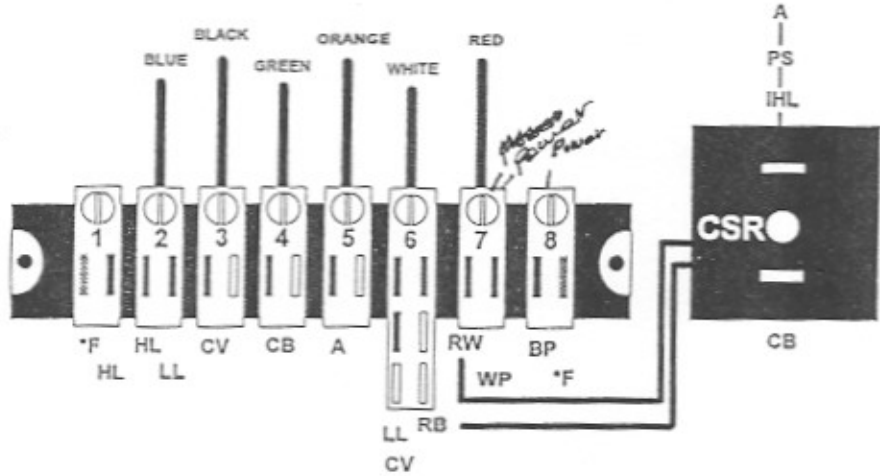 A
PS
IHL
BLUE
BLACK
GREEN
ORANGE
WHITE
RED
Power
Power
1
2
3
4
5
6
7
8
CSR
*F
HL
HL
LL
CV
CB
A
LL
RB
CV
RW
WP
BP
*F
CB